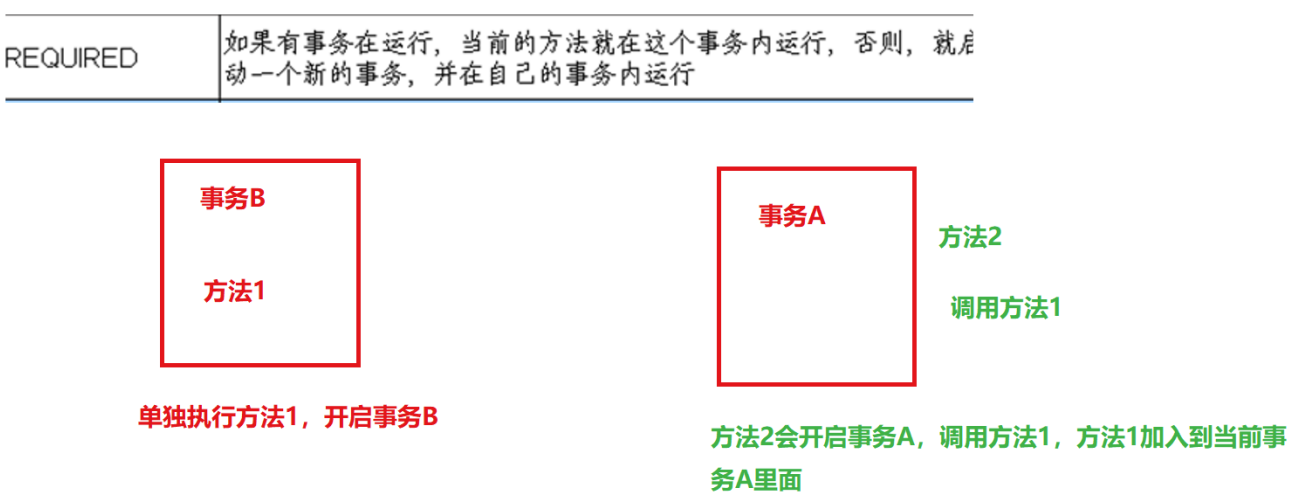 REQUIRED
如果有事务在运行，当前的方法就在这个事务内运行，否则，就启
动一个新的事务，并在自己的事务内运行
事务B
方法1
单独执行方法1，开启事务B
事务A
方法2
调用方法1
方法2会开启事务A，调用方法1，方法1加入到当前事
务A里面